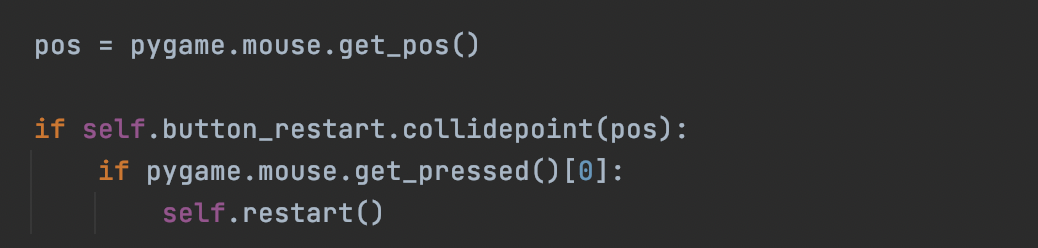 pos = pygame.mouse.get_pos()
if self.button_restart.collidepoint(pos):
if pygame.mouse.get_pressed()[0]:
self.restart()